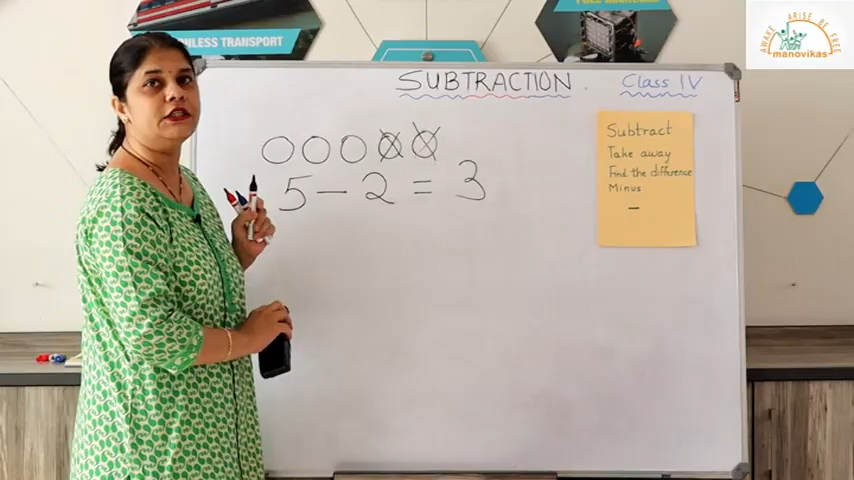 NLESS TRANSPORT
AWAKE ARISE BE FREE
manovikas
SUBTRACTION
Class IV
5 - 2 = 3
Subtract
Take away
Find the difference
Minus
-